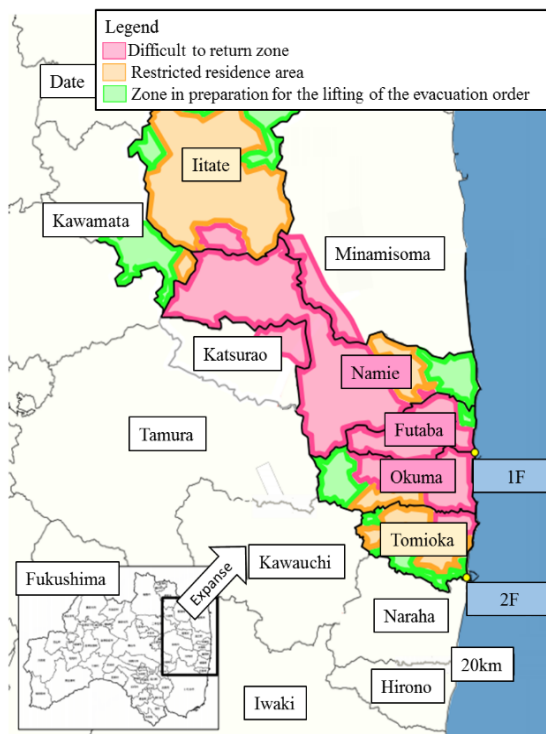 Legend
Difficult to return zone
Restricted residence area
Zone in preparation for the lifting of the evacuation order
Date
Iitate
Kawamata
Minamisoma
Katsurao
Namie
Tamura
Futaba
Okuma
1F
Tomioka
Kawauchi
Fukushima
Expanse
Naraha
2F
20km
Hirono
Iwaki